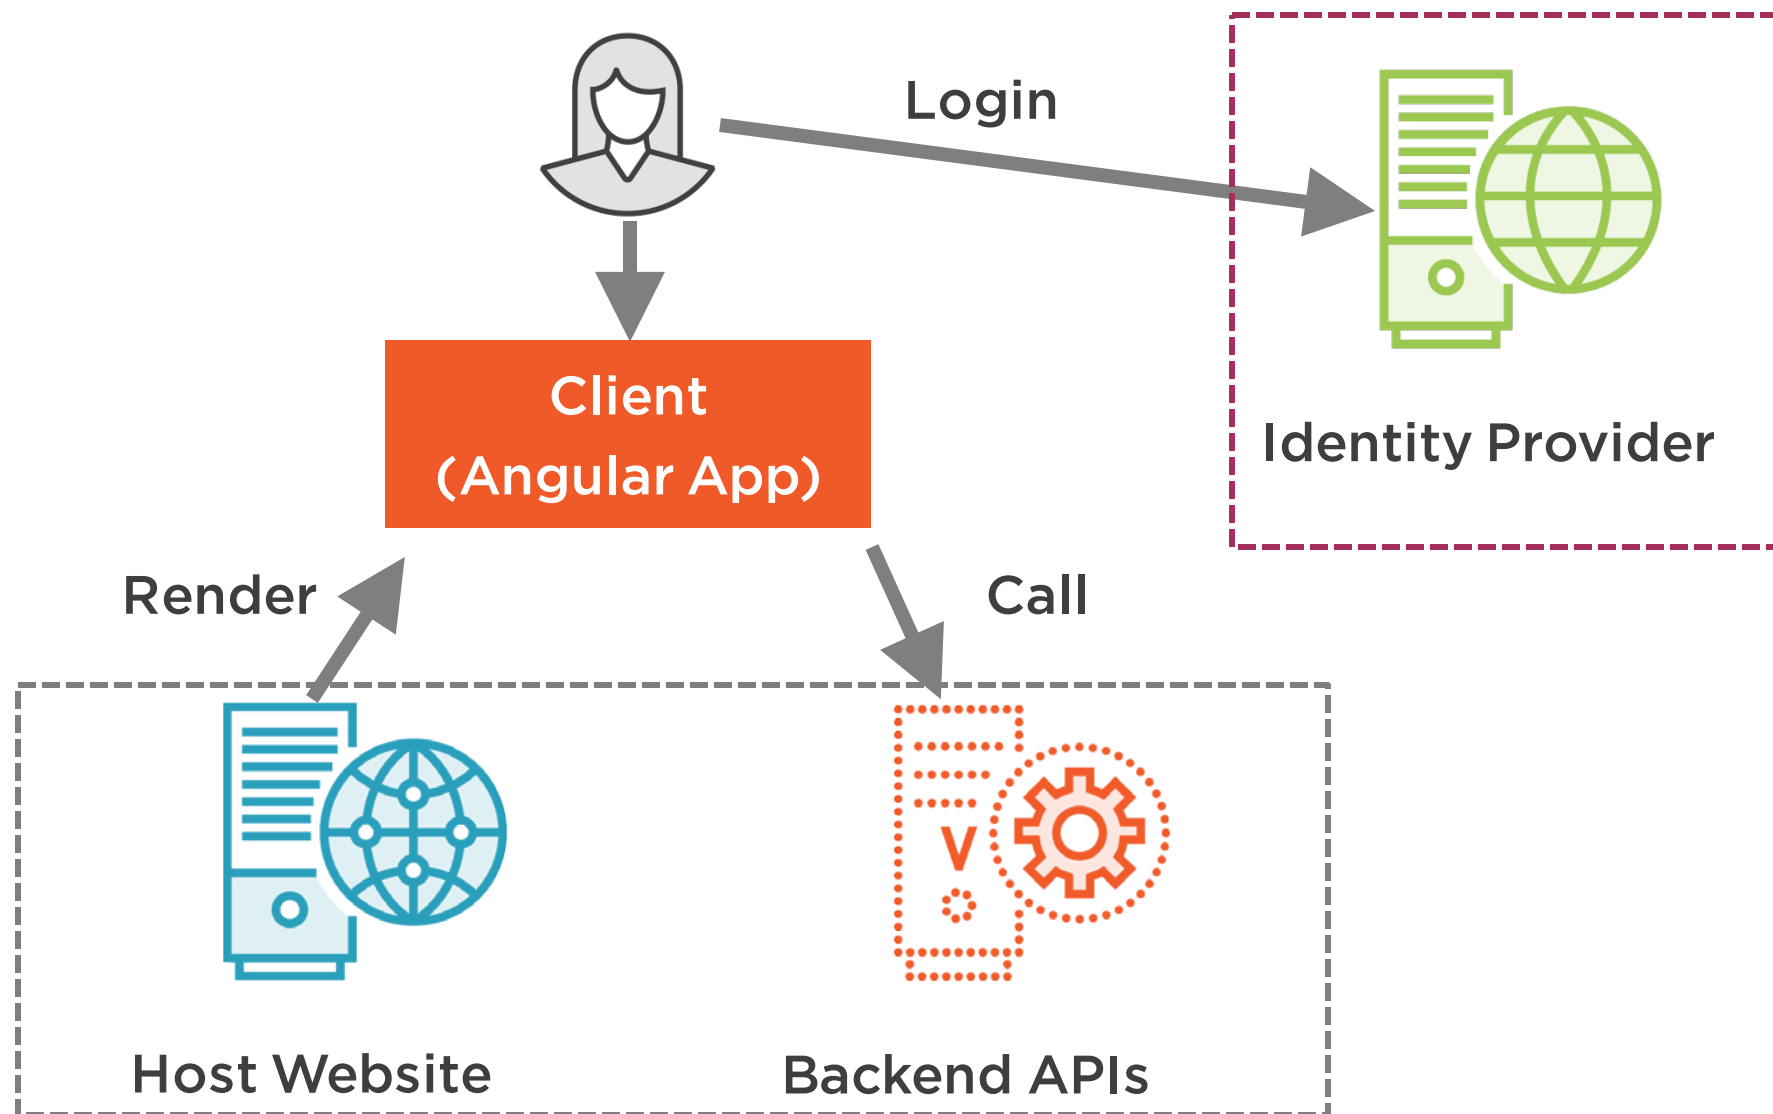 Login
Client
(Angular App)
Identity Provider
Render
Call
Host Website
Backend APIs